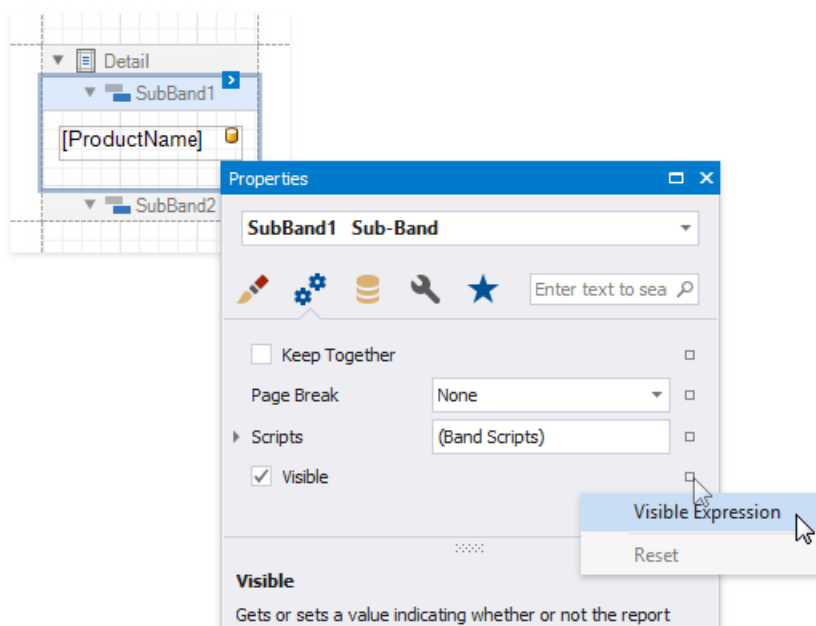 Detail
SubBand1
[ProductName]
SubBand2
Properties
SubBand1 Sub-Band
Enter text to sea
Keep Together
Page Break None
Scripts (Band Scripts)
Visible
Visible Expression
Reset
Visible
Gets or sets a value indicating whether or not the report